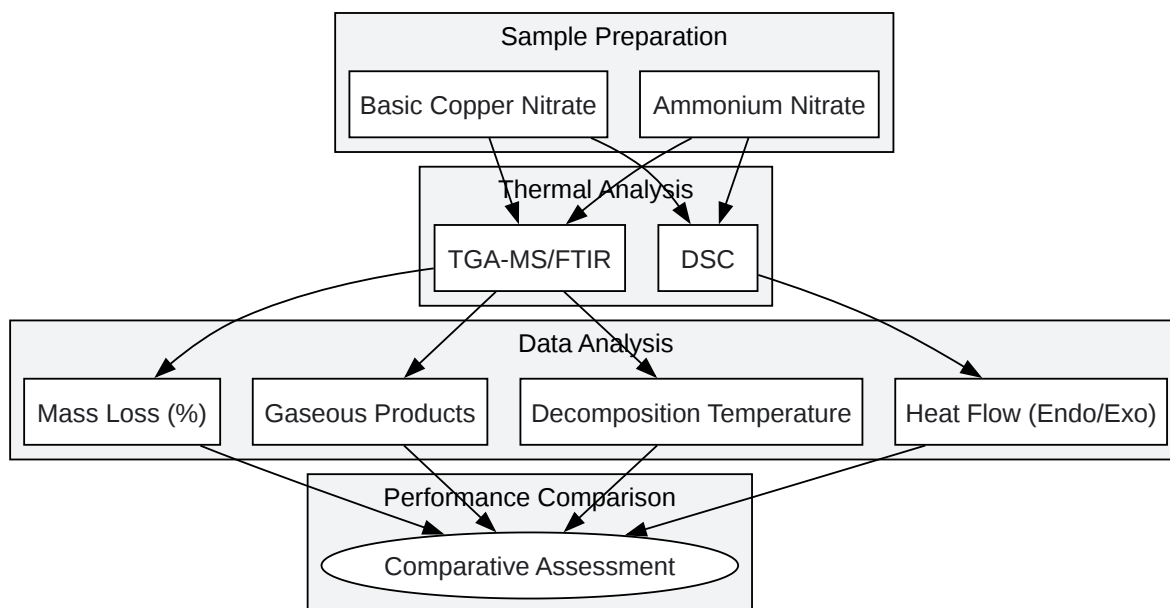 Sample Preparation
Basic Copper Nitrate
Ammonium Nitrate
Thermal Analysis
TGA-MS/FTIR
DSC
Data Analysis
Mass Loss (%)
Gaseous Products
Decomposition Temperature
Heat Flow (Endo/Exo)
Performance Comparison
Comparative Assessment